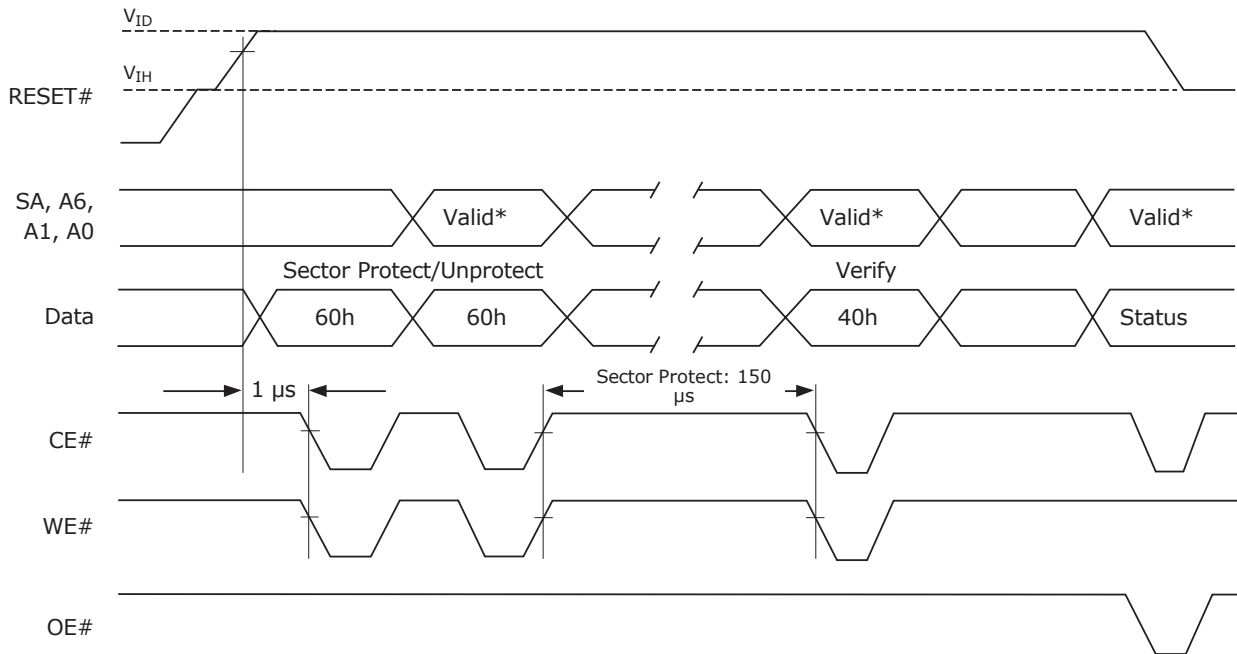 VID
VIH
RESET#
SA, A6,
A1, A0
Valid* Valid* Valid*
Sector Protect/Unprotect Verify
Data 60h 60h 40h Status
1 µs
Sector Protect: 150
µs
CE#
WE#
OE#